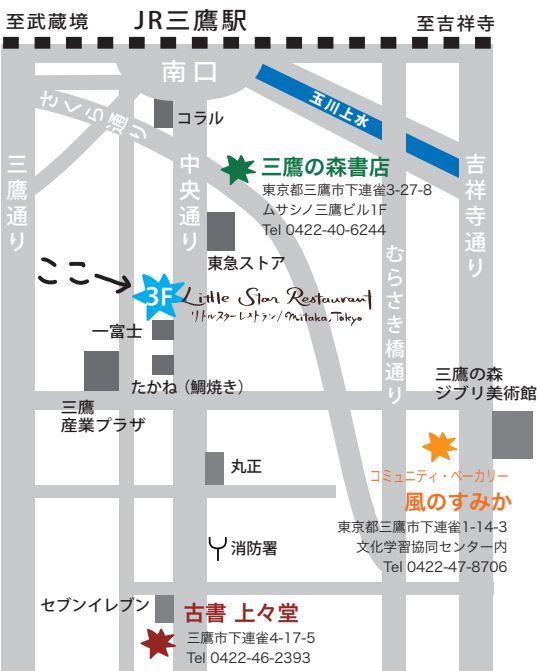 至武蔵境
JR三鷹駅
至吉祥寺
南口
さくら通り
コラル
玉川上水
三鷹通り
中央通り
三鷹の森書店
東京都三鷹市下連雀3-27-8
ムサシノ三鷹ビル1F
Tel 0422-40-6244
吉祥寺通り
東急ストア
むらさき橋通り
ここ
3F
Little Star Restaurant
リトルスターレストラン/Mitaka,Tokyo
一富士
たかね（鯛焼き）
三鷹
産業プラザ
三鷹の森
ジブリ美術館
丸正
コミュニティ・ベーカリー
風のすみか
東京都三鷹市下連雀1-14-3
文化学習協同センター内
Tel 0422-47-8706
消防署
セブンイレブン
古書 上々堂
三鷹市下連雀4-17-5
Tel 0422-46-2393